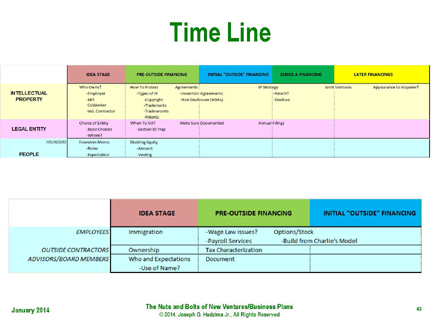 Time Line
IDEA STAGE PRE-OUTSIDE FINANCING INITIAL "OUTSIDE" FINANCING SERIES A FINANCING LATER FINANCINGS
INTELLECTUAL PROPERTY Who Owns? How To Protect Agreements IP Strategy Joint Ventures Appearance to Acquirer?
-Employer -Types of IP -Invention Agreements -Patent?
-MIT -Copyright -Non Disclosure (NDAs) -Disclose
-CoWorker -Trademarks
-Ind. Contractor -Tradesecrets
-Patents
LEGAL ENTITY Choice of Entity When To Do? Make Sure Documented Annual Filings
-Basic Choices -Section 83 Trap
-Where?
FOUNDERS Founders Memo Dividing Equity
-Roles -Amount
PEOPLE -Expectation -Vesting
IDEA STAGE PRE-OUTSIDE FINANCING INITIAL "OUTSIDE" FINANCING
EMPLOYEES Immigration -Wage Law Issues? Options/Stock
-Payroll Services -Build from Charlie's Model
OUTSIDE CONTRACTORS Ownership Tax Characterization
ADVISORS/BOARD MEMBERS Who and Expectations Document
-Use of Name?
January 2014
The Nuts and Bolts of New Ventures/Business Plans
© 2014, Joseph G. Hadzima Jr., All Rights Reserved
43